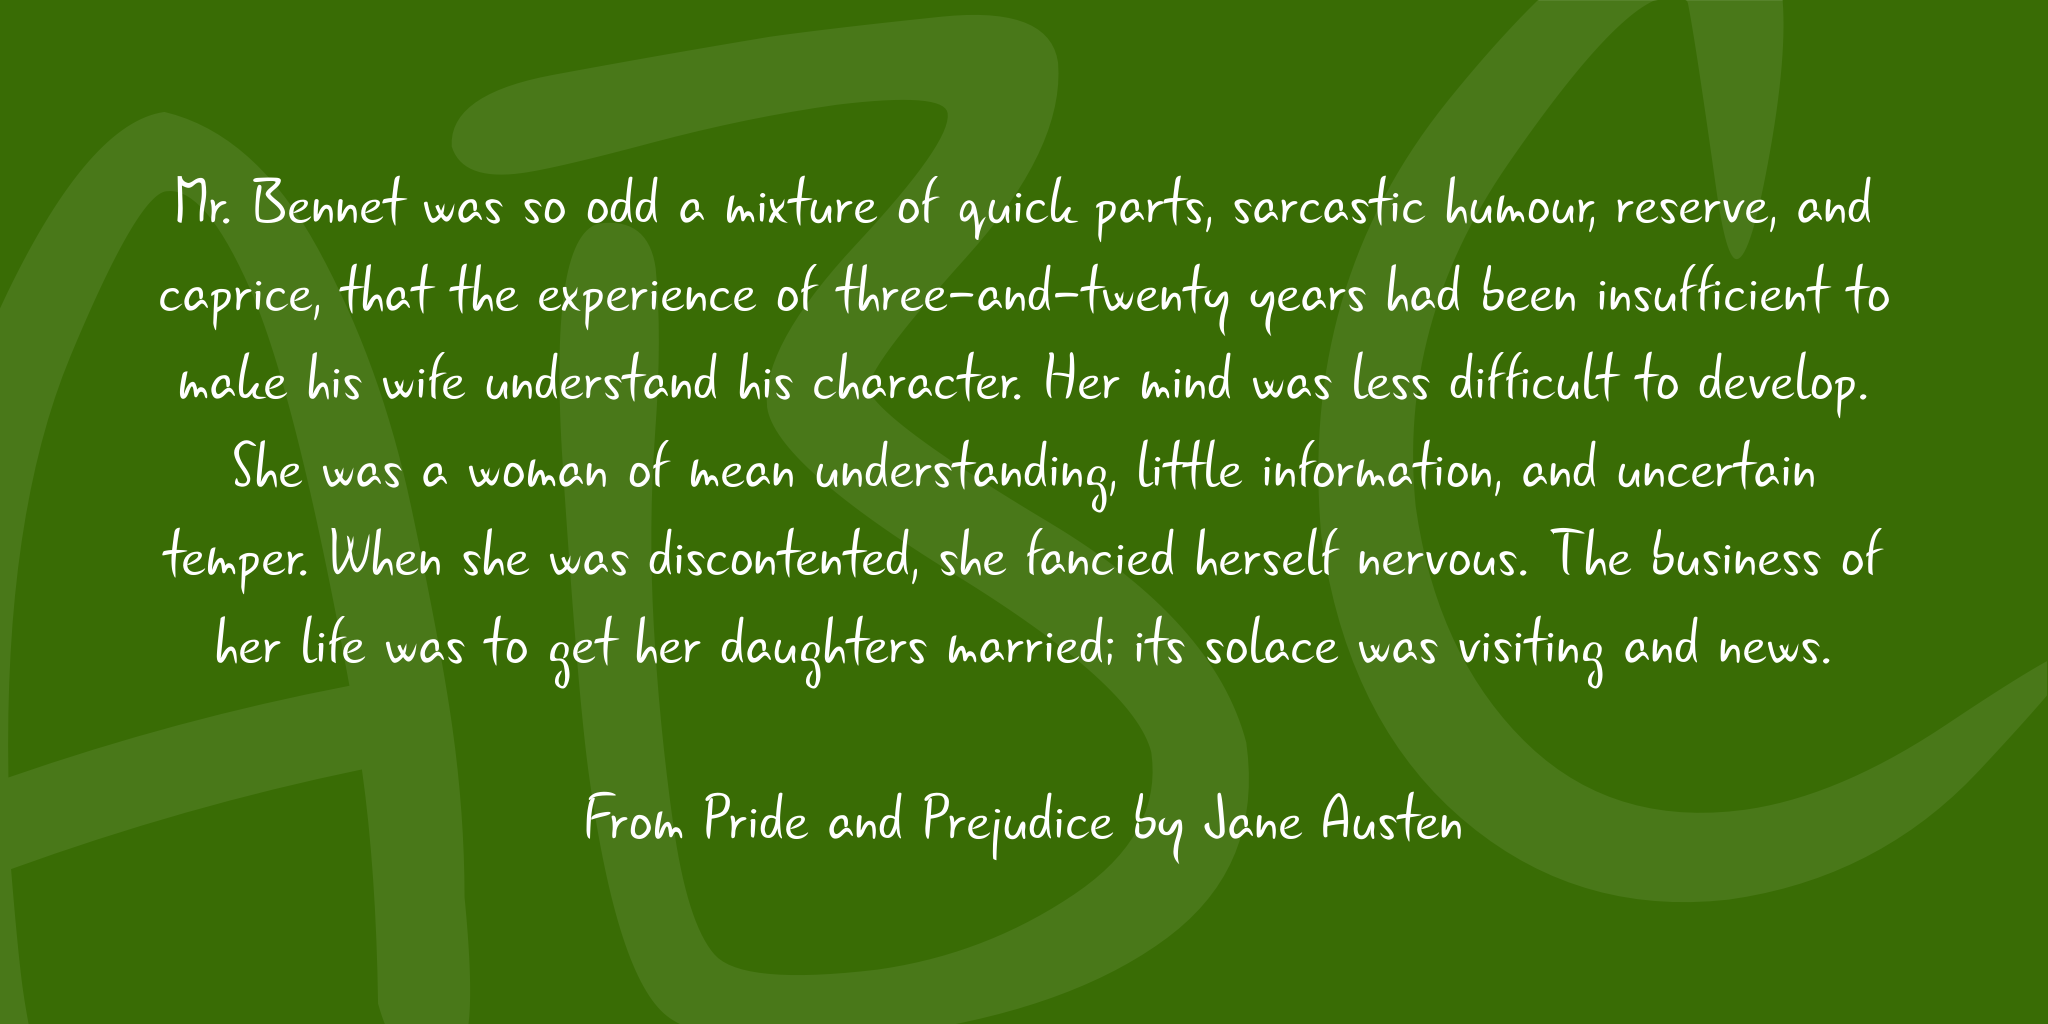 Mr. Bennet was so odd a mixture of quick parts, sarcastic humour, reserve, and
caprice, that the experience of three-and-twenty years had been insufficient to
make his wife understand his character. Her mind was less difficult to develop.
She was a woman of mean understanding, little information, and uncertain
temper. When she was discontented, she fancied herself nervous. The business of
her life was to get her daughters married; its solace was visiting and news.
From Pride and Prejudice by Jane Austen
ABC